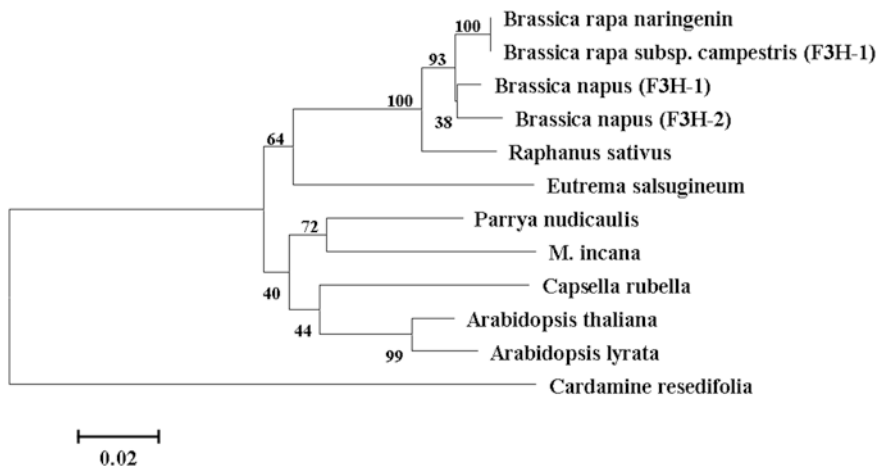 Brassica rapa naringenin
100
Brassica rapa subsp. campestris (F3H-1)
93
Brassica napus (F3H-1)
100
38
Brassica napus (F3H-2)
64
Raphanus sativus
Eutrema salsugineum
Parrya nudicaulis
72
M. incana
Capsella rubella
40
Arabidopsis thaliana
44
99
Arabidopsis lyrata
Cardamine resedifolia
0.02